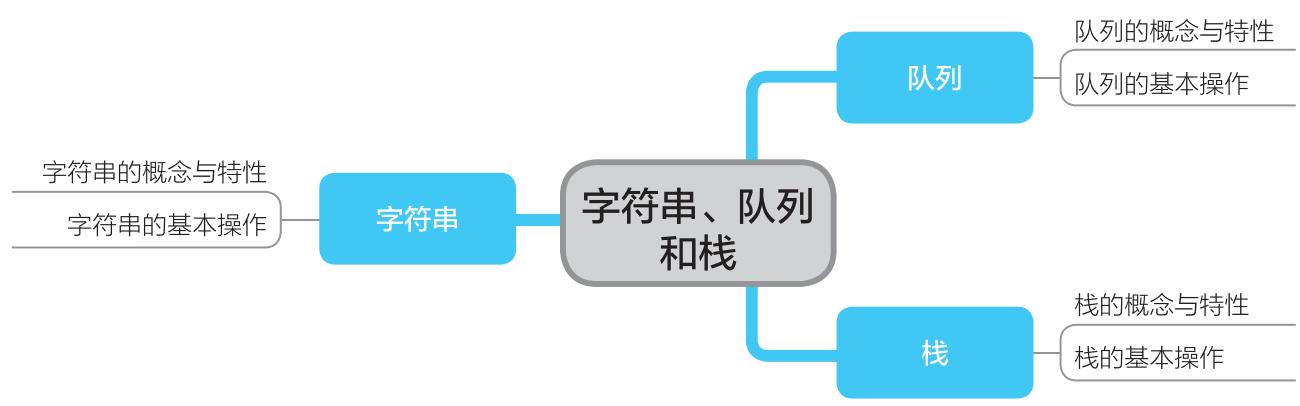 字符串、队列
和栈
字符串
字符串的概念与特性
字符串的基本操作
队列
队列的概念与特性
队列的基本操作
栈
栈的概念与特性
栈的基本操作